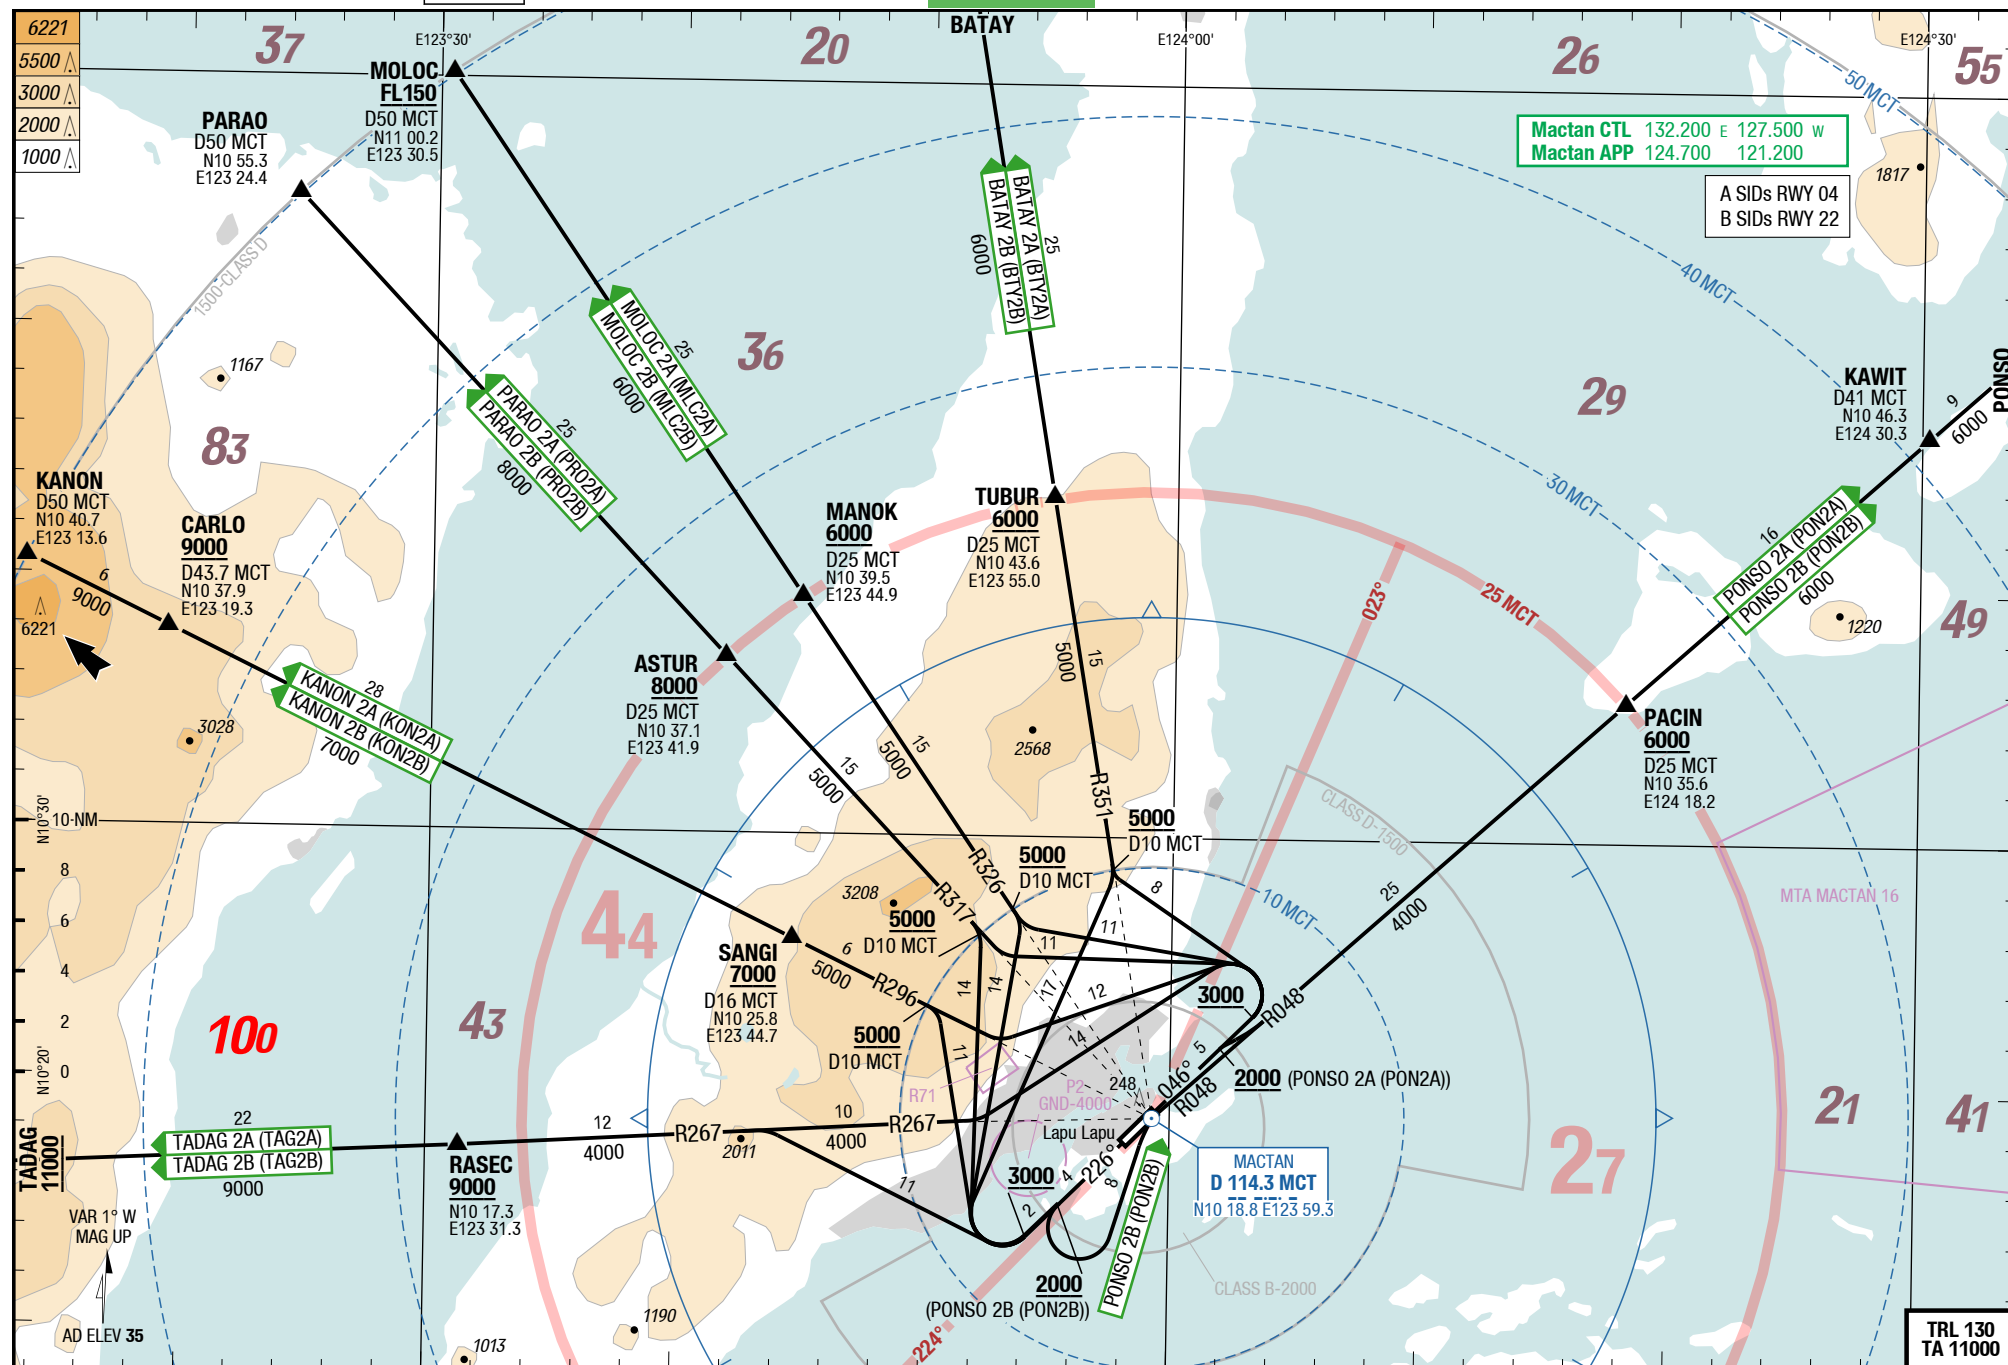 6221
5500
3000
2000
1000
37
E123°30'
20
BATAY
E124°00'
26
E124°30'
55
50 MCT
MOLOC
FL150
D50 MCT
N11 00.2
E123 30.5
PARAO
D50 MCT
N10 55.3
E123 24.4
Mactan CTL 132.200 E 127.500 W
Mactan APP 124.700 121.200
A SIDs RWY 04
B SIDs RWY 22
1817
1500-CLASS D
40 MCT
25
BATAY 2A (BTY2A)
BATAY 2B (BTY2B)
6000
25
MOLOC 2A (MLC2A)
MOLOC 2B (MLC2B)
6000
36
1167
25
PARAO 2A (PRO2A)
PARAO 2B (PRO2B)
8000
83
29
KAWIT
D41 MCT
N10 46.3
E124 30.3
9
6000
PONSO
KANON
D50 MCT
N10 40.7
E123 13.6
CARLO
9000
D43.7 MCT
N10 37.9
E123 19.3
6
9000
6221
MANOK
6000
D25 MCT
N10 39.5
E123 44.9
TUBUR
6000
D25 MCT
N10 43.6
E123 55.0
30 MCT
16
PONSO 2A (PON2A)
PONSO 2B (PON2B)
6000
023°
25 MCT
1220
49
ASTUR
8000
D25 MCT
N10 37.1
E123 41.9
15
5000
28
KANON 2A (KON2A)
KANON 2B (KON2B)
7000
3028
2568
PACIN
6000
D25 MCT
N10 35.6
E124 18.2
15
5000
15
5000
R351
N10°30'
10-NM
8
6
4
2
0
N10°20'
5000
D10 MCT
CLASS D-1500
5000
D10 MCT
R326
R317
3208
5000
D10 MCT
8
11
11
10 MCT
25
4000
MTA MACTAN 16
44
SANGI
7000
D16 MCT
N10 25.8
E123 44.7
6
5000
R296
14
14
17
12
3000
R048
5000
D10 MCT
11
14
5
100
43
R71
P2
GND-4000
248
046°
R048
2000 (PONSO 2A (PON2A))
21
41
22
TADAG 2A (TAG2A)
TADAG 2B (TAG2B)
9000
TADAG
11000
12
4000
R267
10
4000
R267
2011
RASEC
9000
N10 17.3
E123 31.3
Lapu Lapu
11
3000
4
226°
8
2
MACTAN
D 114.3 MCT
N10 18.8 E123 59.3
27
VAR 1° W
MAG UP
PONSO 2B (PON2B)
2000
(PONSO 2B (PON2B))
CLASS B-2000
224°
1190
1013
AD ELEV 35
TRL 130
TA 11000